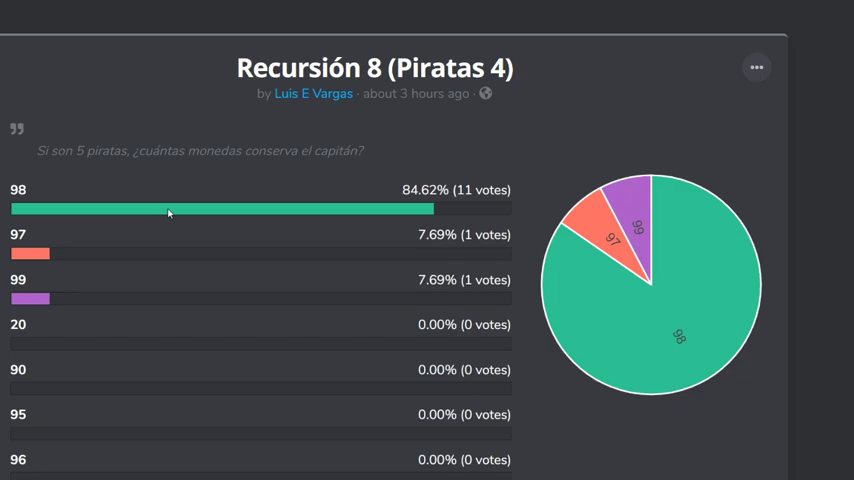 Recursión 8 (Piratas 4)
by Luis E Vargas · about 3 hours ago ·
Si son 5 piratas, ¿cuántas monedas conserva el capitán?
98 84.62% (11 votes)
97 7.69% (1 votes)
99 7.69% (1 votes)
20 0.00% (0 votes)
90 0.00% (0 votes)
95 0.00% (0 votes)
96 0.00% (0 votes)
97
99
98